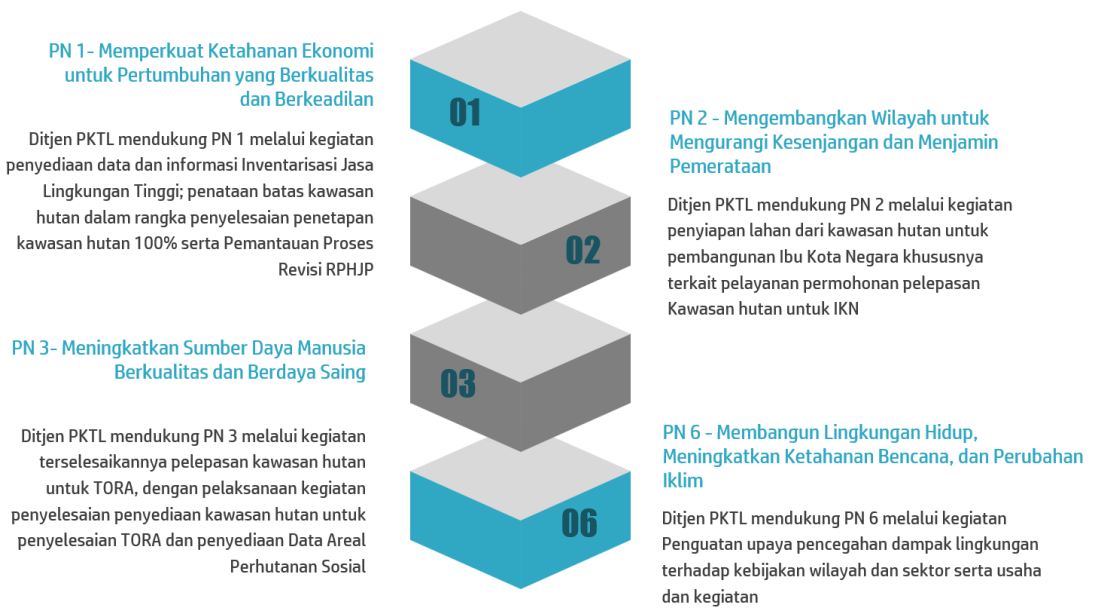 PN 1- Memperkuat Ketahanan Ekonomi
untuk Pertumbuhan yang Berkualitas
dan Berkeadilan
Ditjen PKTL mendukung PN 1 melalui kegiatan
penyediaan data dan informasi Inventarisasi Jasa
Lingkungan Tinggi; penataan batas kawasan
hutan dalam rangka penyelesaian penetapan
kawasan hutan 100% serta Pemantauan Proses
Revisi RPHJP
01
PN 2 - Mengembangkan Wilayah untuk
Mengurangi Kesenjangan dan Menjamin
Pemerataan
Ditjen PKTL mendukung PN 2 melalui kegiatan
penyiapan lahan dari kawasan hutan untuk
pembangunan Ibu Kota Negara khususnya
terkait pelayanan permohonan pelepasan
Kawasan hutan untuk IKN
02
PN 3- Meningkatkan Sumber Daya Manusia
Berkualitas dan Berdaya Saing
Ditjen PKTL mendukung PN 3 melalui kegiatan
terselesaikannya pelepasan kawasan hutan
untuk TORA, dengan pelaksanaan kegiatan
penyelesaian penyediaan kawasan hutan untuk
penyelesaian TORA dan penyediaan Data Areal
Perhutanan Sosial
03
PN 6 - Membangun Lingkungan Hidup,
Meningkatkan Ketahanan Bencana, dan Perubahan
Iklim
Ditjen PKTL mendukung PN 6 melalui kegiatan
Penguatan upaya pencegahan dampak lingkungan
terhadap kebijakan wilayah dan sektor serta usaha
dan kegiatan
06